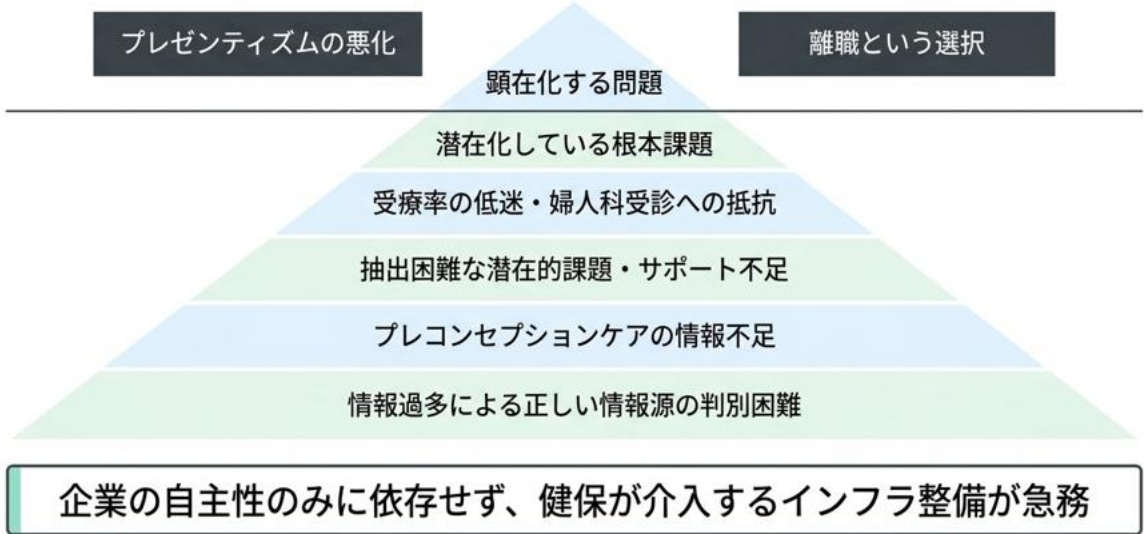 プレゼンティズムの悪化
離職という選択
顕在化する問題
潜在化している根本課題
受療率の低迷・婦人科受診への抵抗
抽出困難な潜在的課題・サポート不足
プレコンセプションケアの情報不足
情報過多による正しい情報源の判別困難
企業の自主性のみに依存せず、健保が介入するインフラ整備が急務